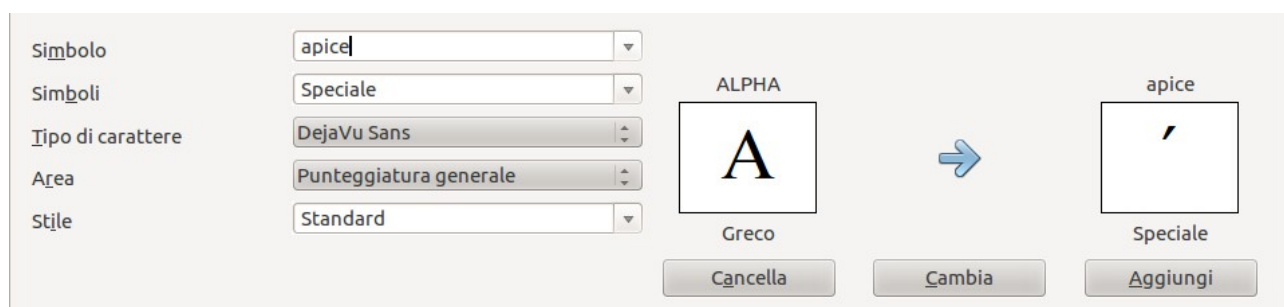 Simbolo apice
Simboli Speciale
Tipo di carattere DejaVu Sans
Area Punteggiatura generale
Stile Standard
ALPHA
A
Greco
apice
′
Speciale
Cancella Cambia Aggiungi